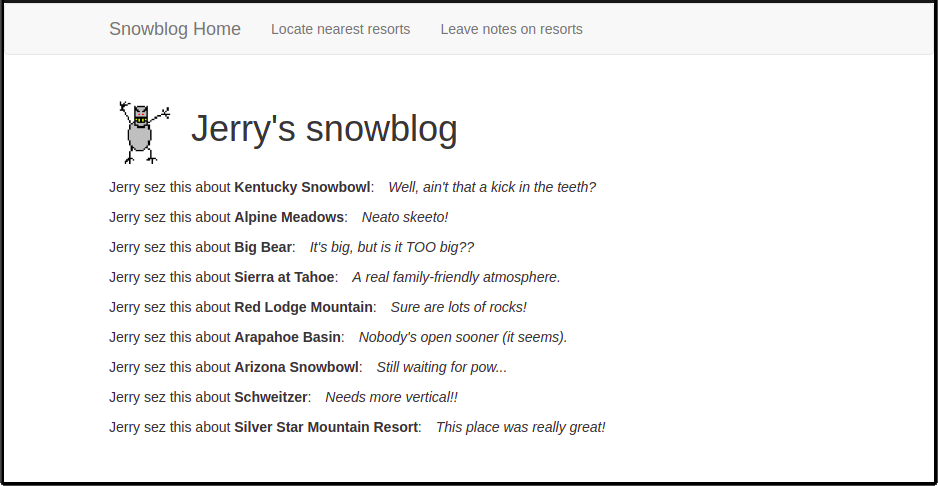 Snowblog Home Locate nearest resorts Leave notes on resorts
Jerry's snowblog
Jerry sez this about Kentucky Snowbowl: Well, ain't that a kick in the teeth?
Jerry sez this about Alpine Meadows: Neato skeeto!
Jerry sez this about Big Bear: It's big, but is it TOO big??
Jerry sez this about Sierra at Tahoe: A real family-friendly atmosphere.
Jerry sez this about Red Lodge Mountain: Sure are lots of rocks!
Jerry sez this about Arapahoe Basin: Nobody's open sooner (it seems).
Jerry sez this about Arizona Snowbowl: Still waiting for pow...
Jerry sez this about Schweitzer: Needs more vertical!!
Jerry sez this about Silver Star Mountain Resort: This place was really great!